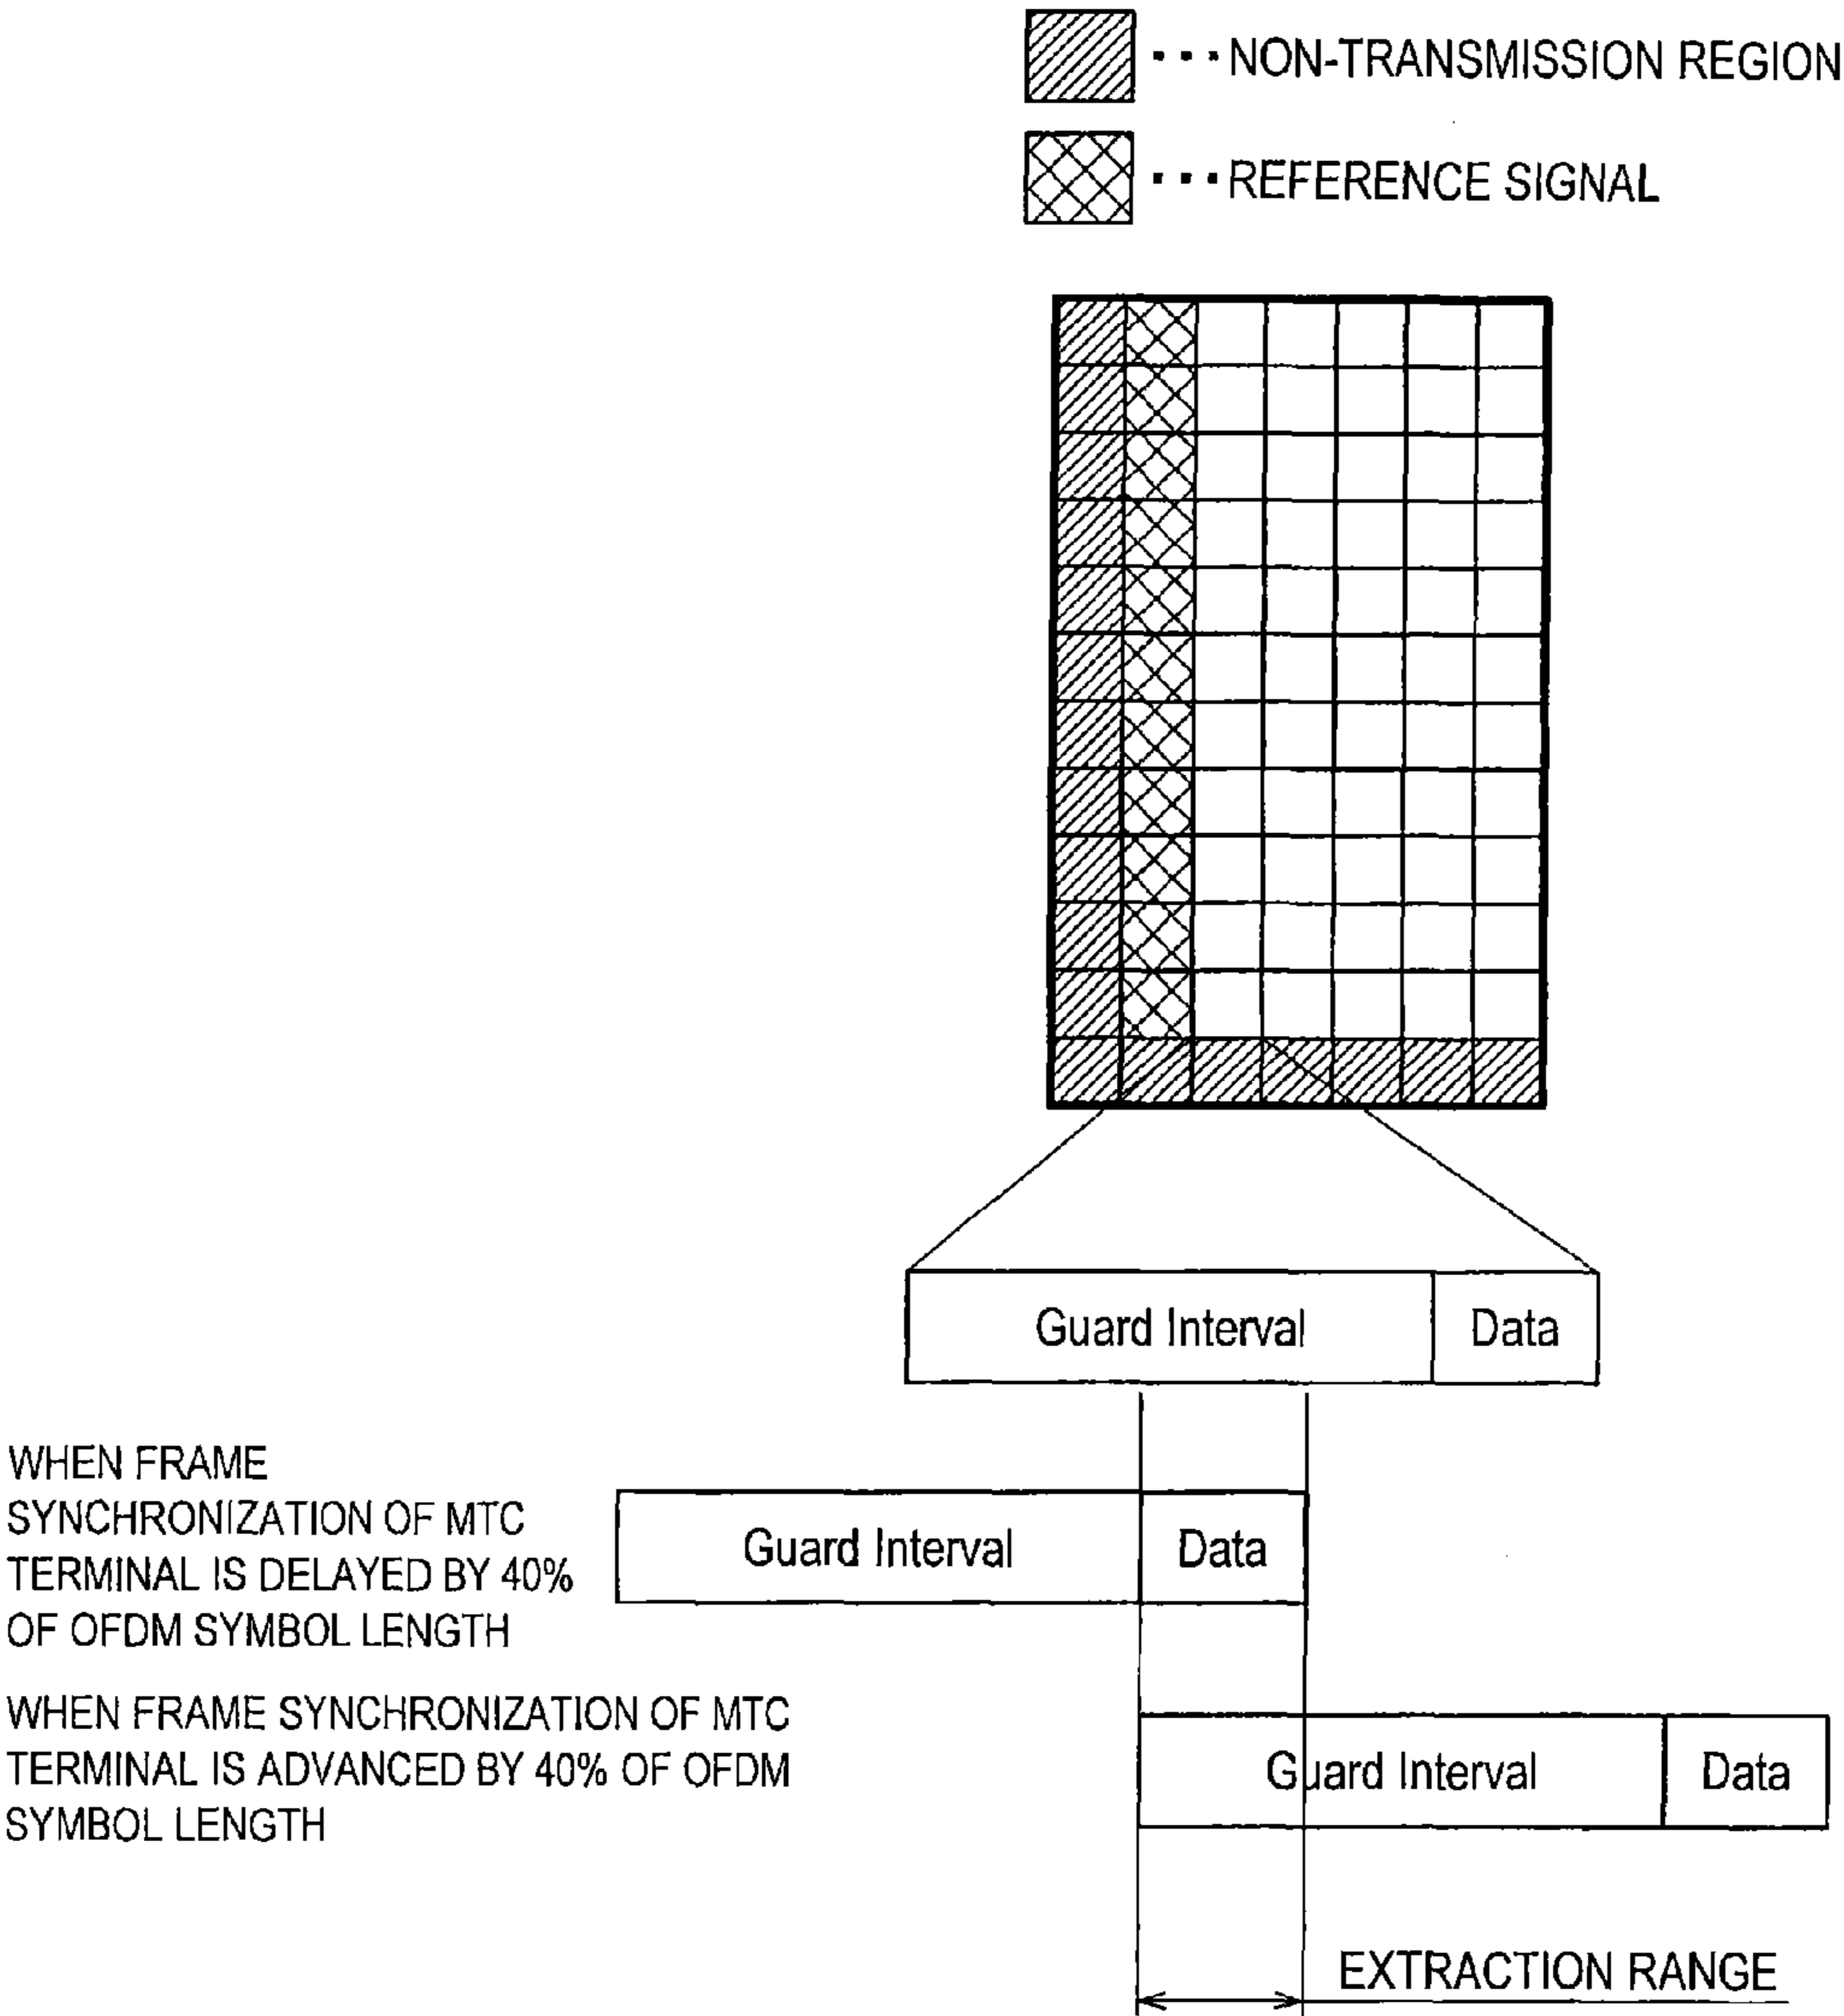 ... NON-TRANSMISSION REGION
... REFERENCE SIGNAL
Guard Interval Data
WHEN FRAME
SYNCHRONIZATION OF MTC
TERMINAL IS DELAYED BY 40%
OF OFDM SYMBOL LENGTH
Guard Interval Data
WHEN FRAME SYNCHRONIZATION OF MTC
TERMINAL IS ADVANCED BY 40% OF OFDM
SYMBOL LENGTH
Guard Interval Data
EXTRACTION RANGE